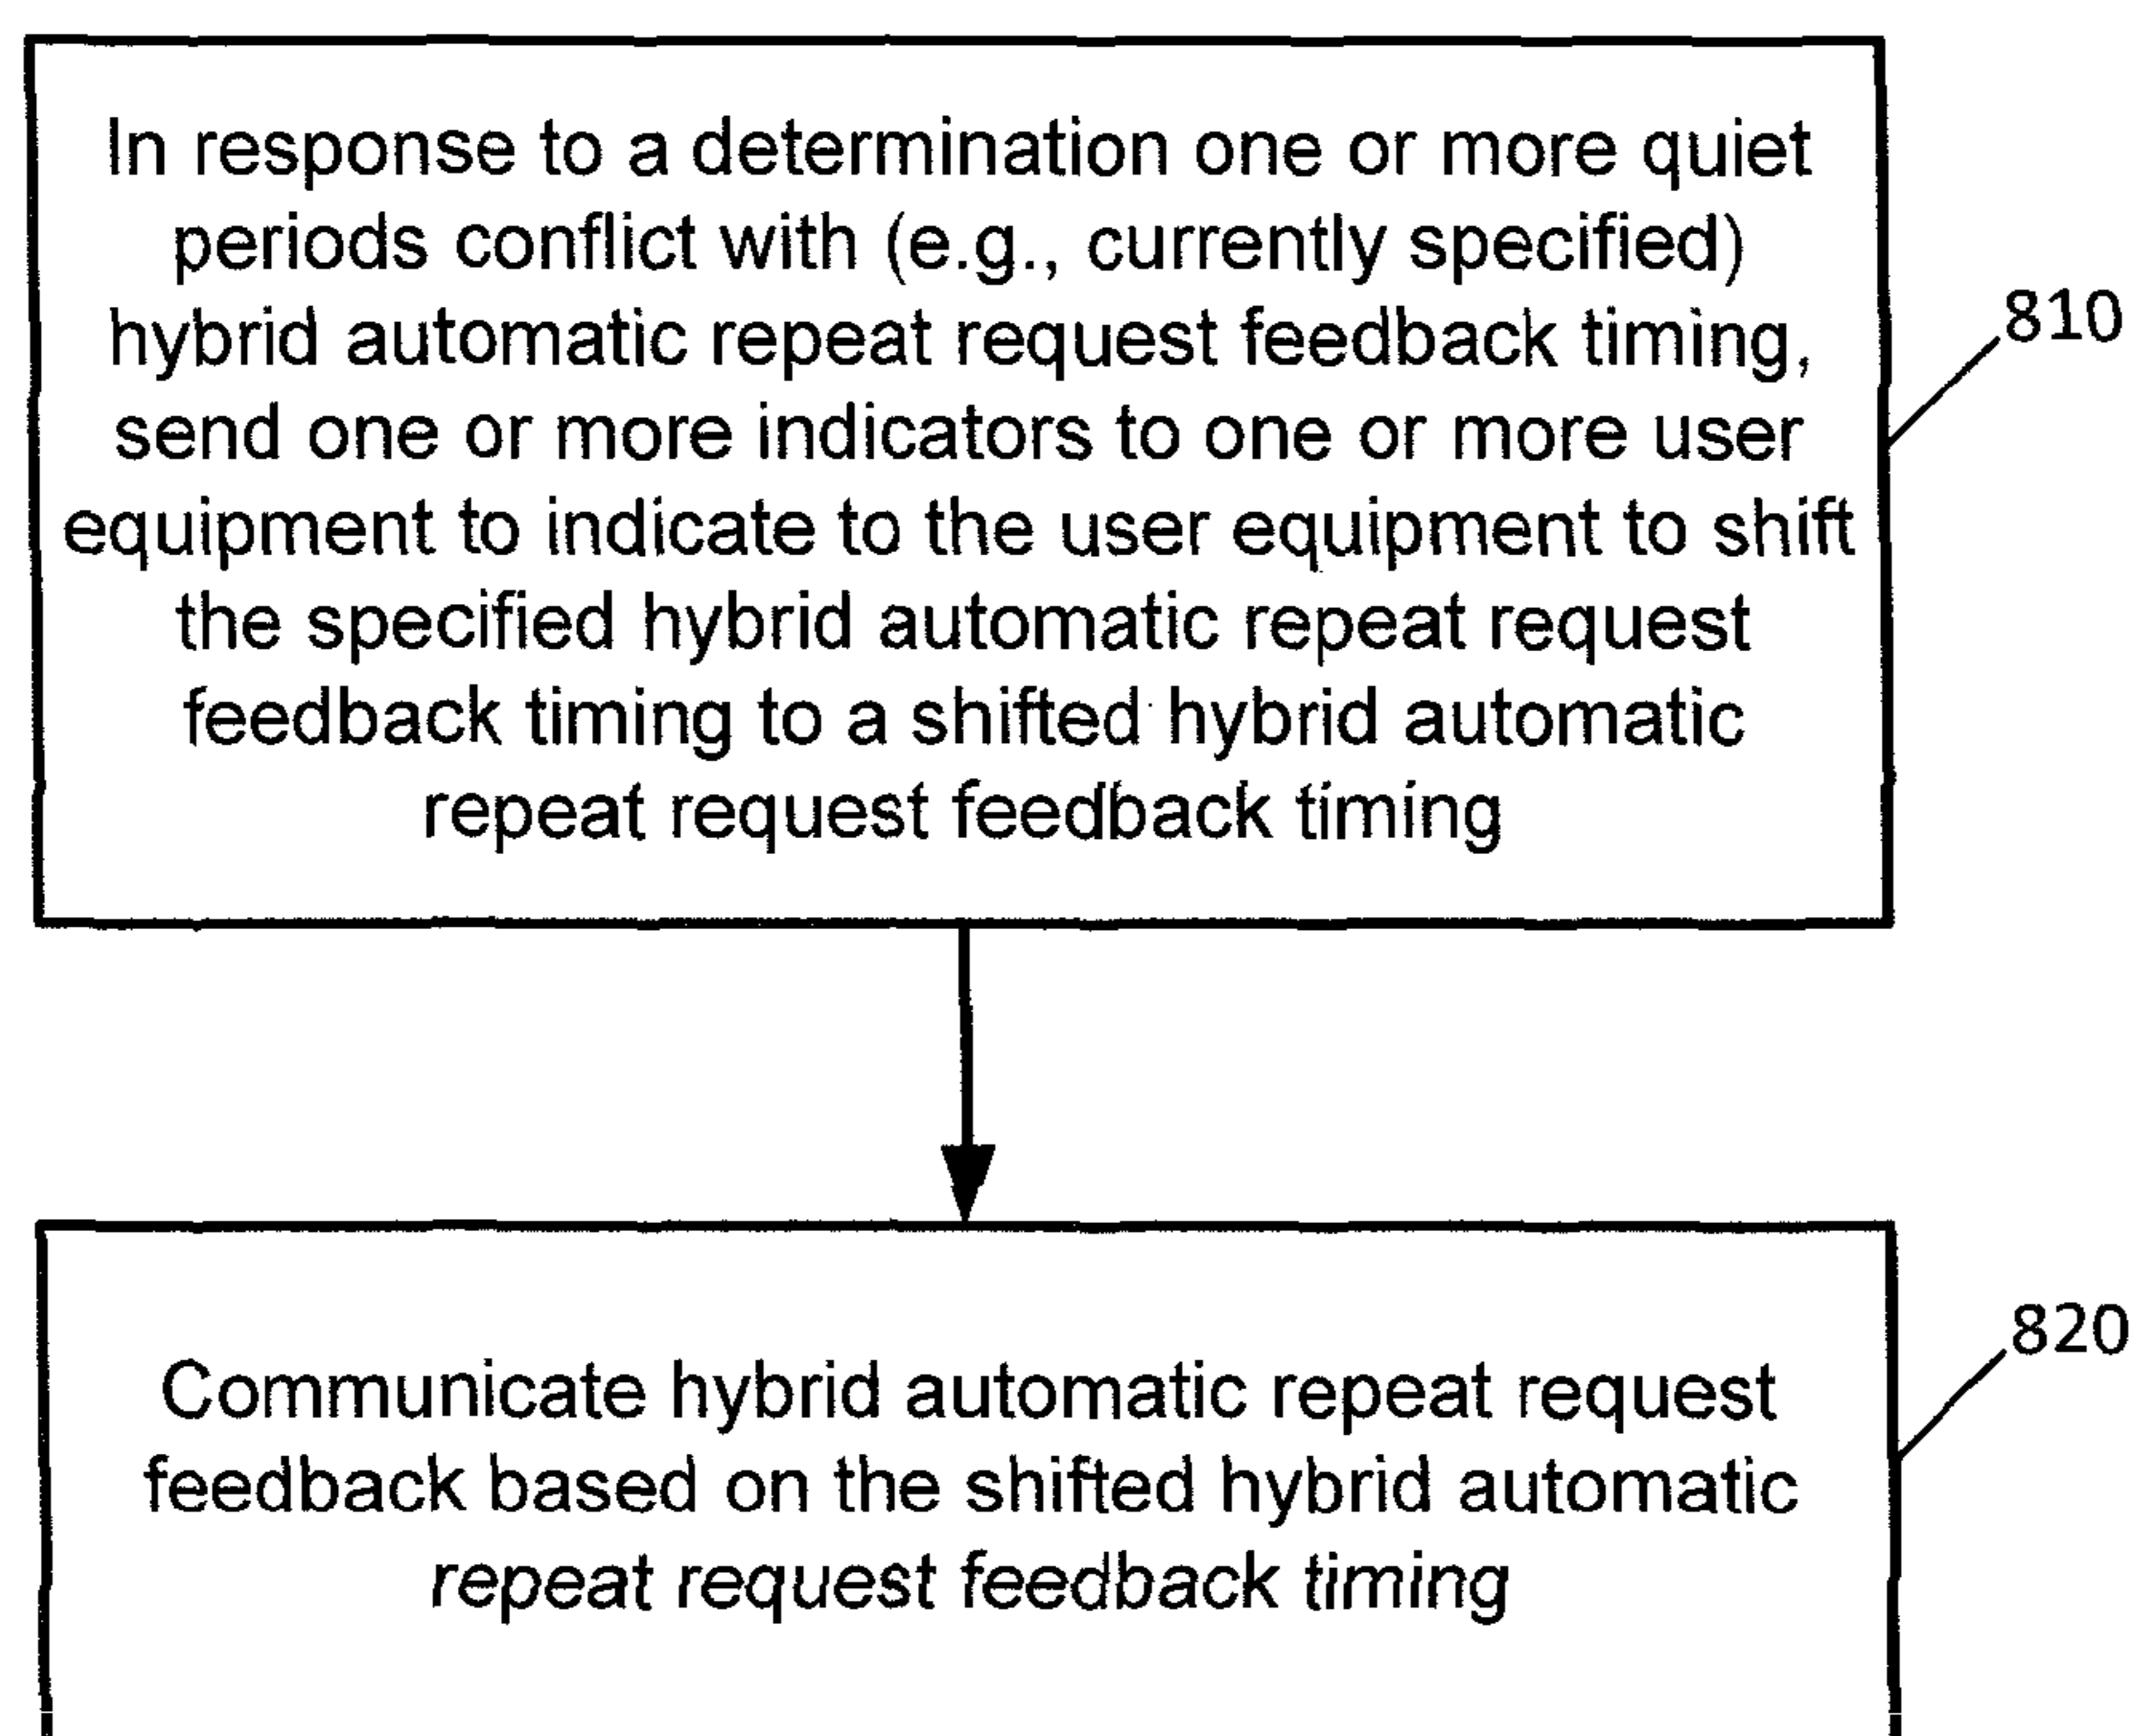 In response to a determination one or more quiet
periods conflict with (e.g., currently specified)
hybrid automatic repeat request feedback timing,
send one or more indicators to one or more user
equipment to indicate to the user equipment to shift
the specified hybrid automatic repeat request
feedback timing to a shifted hybrid automatic
repeat request feedback timing
810
Communicate hybrid automatic repeat request
feedback based on the shifted hybrid automatic
repeat request feedback timing
820